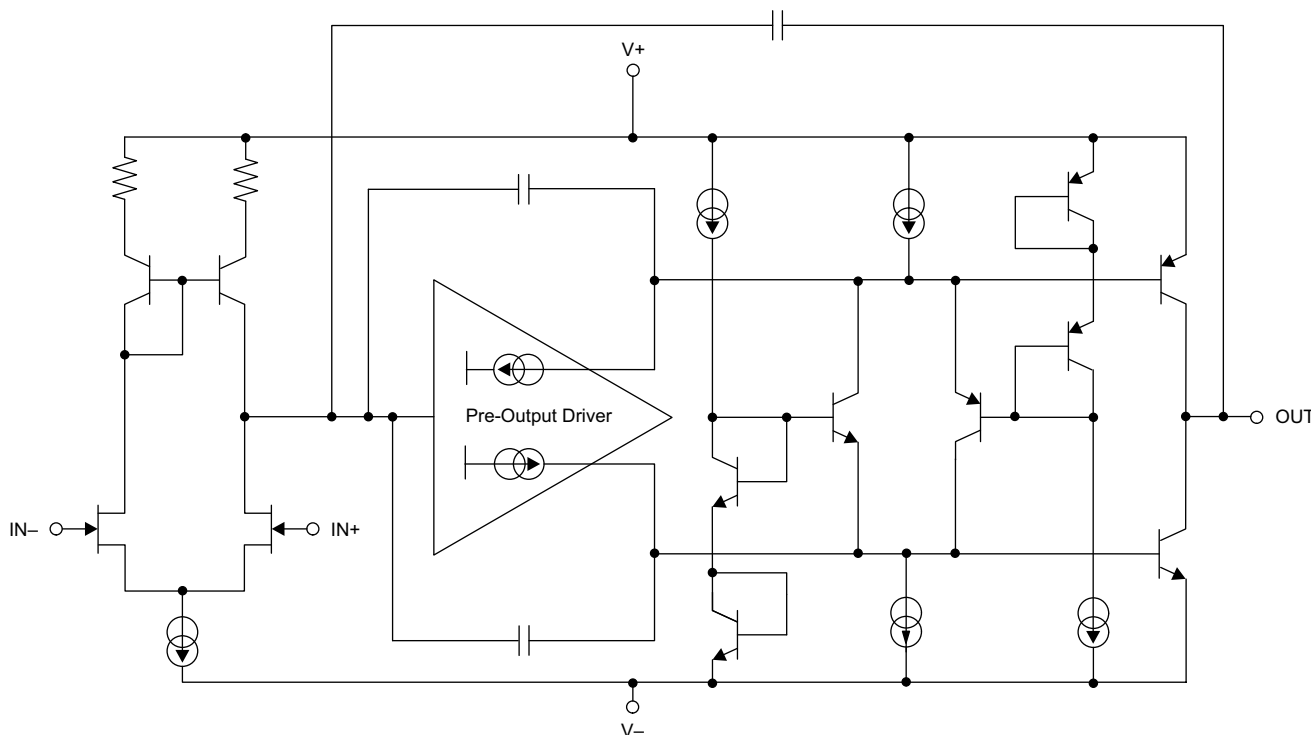 V+
Pre-Output Driver
OUT
IN–
IN+
V–